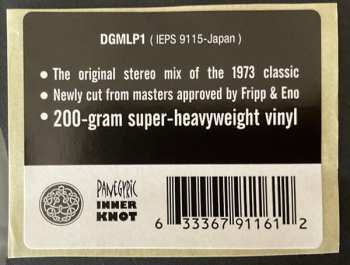 DGMLP1 ( IEPS 9115-Japan )
• The original stereo mix of the 1973 classic
• Newly cut from masters approved by Fripp & Eno
• 200-gram super-heavyweight vinyl
PANEGYRIC
INNER
KNOT
6 33367 91161 2